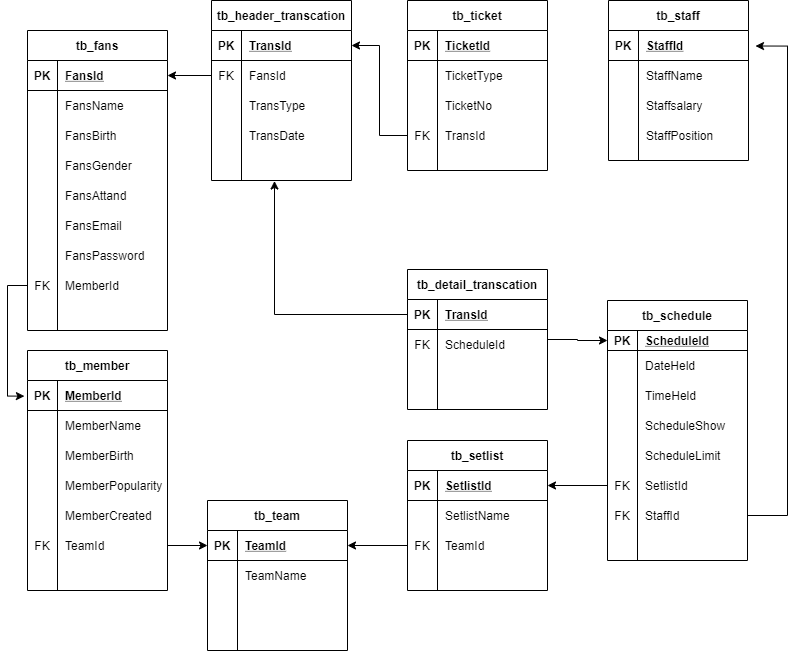 tb_fans
PK FansId
FansName
FansBirth
FansGender
FansAttand
FansEmail
FansPassword
FK MemberId
tb_header_transcation
PK TransId
FK FansId
TransType
TransDate
tb_ticket
PK TicketId
TicketType
TicketNo
FK TransId
tb_staff
PK StaffId
StaffName
Staffsalary
StaffPosition
tb_detail_transcation
PK TransId
FK ScheduleId
tb_schedule
PK ScheduleId
DateHeld
TimeHeld
ScheduleShow
ScheduleLimit
FK SetlistId
FK StaffId
tb_member
PK MemberId
MemberName
MemberBirth
MemberPopularity
MemberCreated
FK TeamId
tb_team
PK TeamId
TeamName
tb_setlist
PK SetlistId
SetlistName
FK TeamId